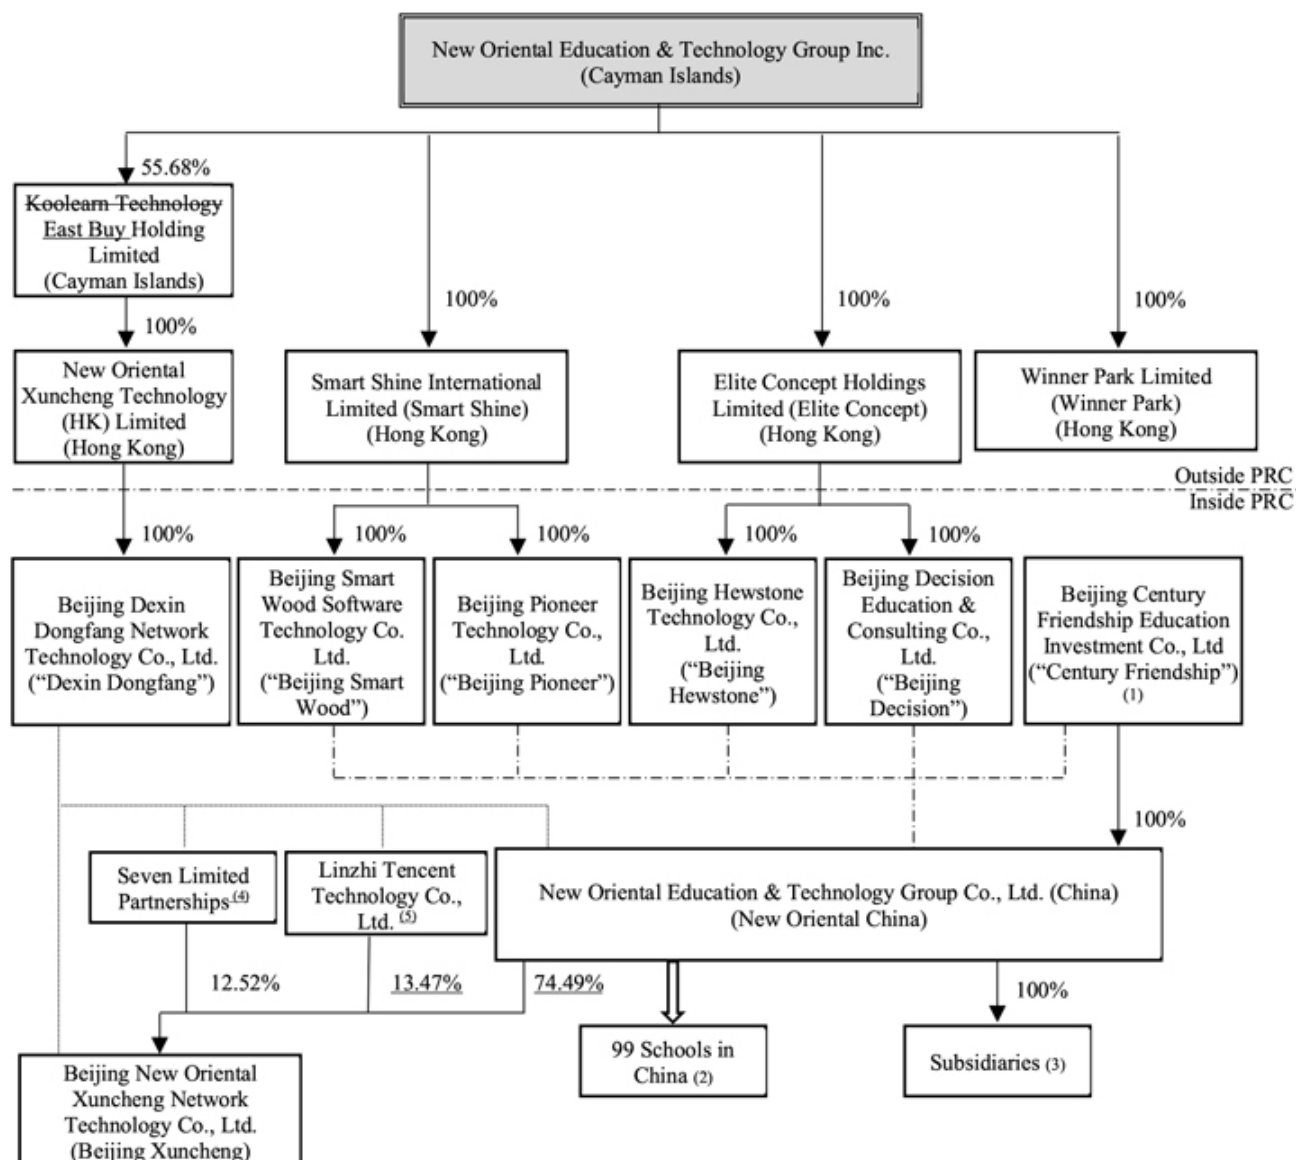 New Oriental Education & Technology Group Inc.
(Cayman Islands)
55.68%
Koolearn Technology
East Buy Holding
Limited
(Cayman Islands)
100%
100%
100%
100%
New Oriental
Xuncheng Technology
(HK) Limited
(Hong Kong)
Smart Shine International
Limited (Smart Shine)
(Hong Kong)
Elite Concept Holdings
Limited (Elite Concept)
(Hong Kong)
Winner Park Limited
(Winner Park)
(Hong Kong)
Outside PRC
Inside PRC
100%
100%
100%
100%
100%
Beijing Dexin
Dongfang Network
Technology Co., Ltd.
(“Dexin Dongfang”)
Beijing Smart
Wood Software
Technology Co.
Ltd.
(“Beijing Smart
Wood”)
Beijing Pioneer
Technology Co.,
Ltd.
(“Beijing Pioneer”)
Beijing Hewstone
Technology Co.,
Ltd.
(“Beijing
Hewstone”)
Beijing Decision
Education &
Consulting Co.,
Ltd.
(“Beijing
Decision”)
Beijing Century
Friendship Education
Investment Co., Ltd
(“Century Friendship”)
(1)
100%
Seven Limited
Partnerships (4)
Linzhi Tencent
Technology Co.,
Ltd. (5)
New Oriental Education & Technology Group Co., Ltd. (China)
(New Oriental China)
12.52%
13.47%
74.49%
100%
99 Schools in
China (2)
Subsidiaries (3)
Beijing New Oriental
Xuncheng Network
Technology Co., Ltd.
(Beijing Xuncheng)